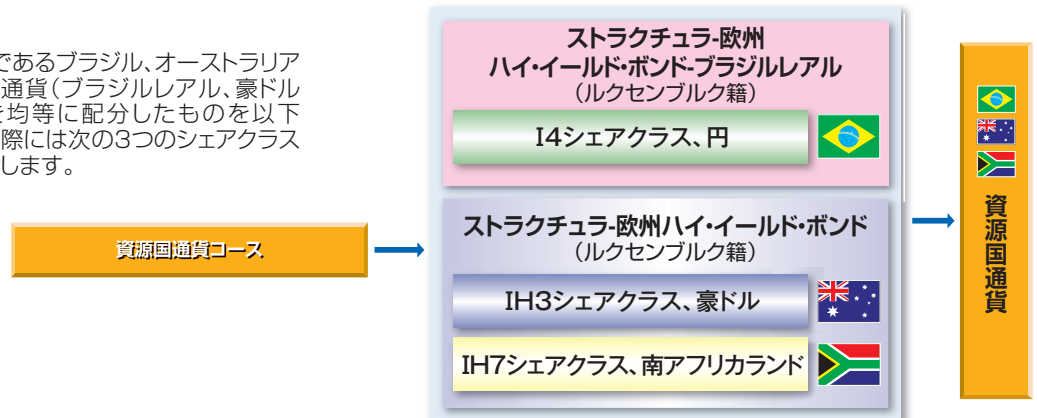 であるブラジル、オーストラリア
通貨(ブラジルレアル、豪ドル
を均等に配分したものを以下
際には次の3つのシェアクラス
します。
資源国通貨コース
ストラクチュラ-欧州
ハイ・イールド・ボンド-ブラジルレアル
(ルクセンブルク籍)
I4シェアクラス、円
ストラクチュラ-欧州ハイ・イールド・ボンド
(ルクセンブルク籍)
IH3シェアクラス、豪ドル
IH7シェアクラス、南アフリカランド
資源国通貨